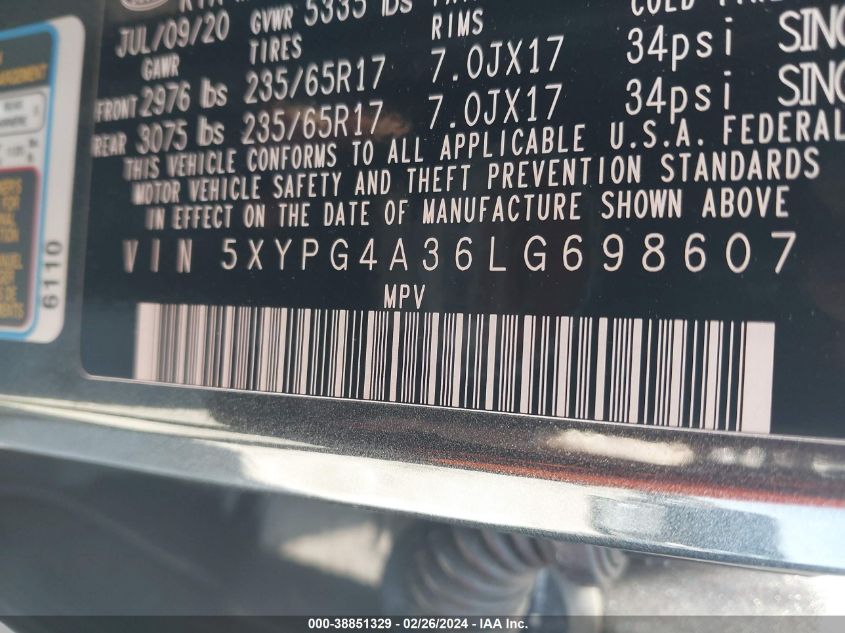 JUL/09/20 GVWR 5335 lbs
GAWR TIRES RIMS
FRONT 2976 lbs 235/65R17 7.0JX17 34psi
REAR 3075 lbs 235/65R17 7.0JX17 34psi
THIS VEHICLE CONFORMS TO ALL APPLICABLE U.S.A. FEDERAL
MOTOR VEHICLE SAFETY AND THEFT PREVENTION STANDARDS
IN EFFECT ON THE DATE OF MANUFACTURE SHOWN ABOVE
VIN 5XYPG4A36LG698607
MPV
6110
000-38851329 - 02/26/2024 - IAA Inc.